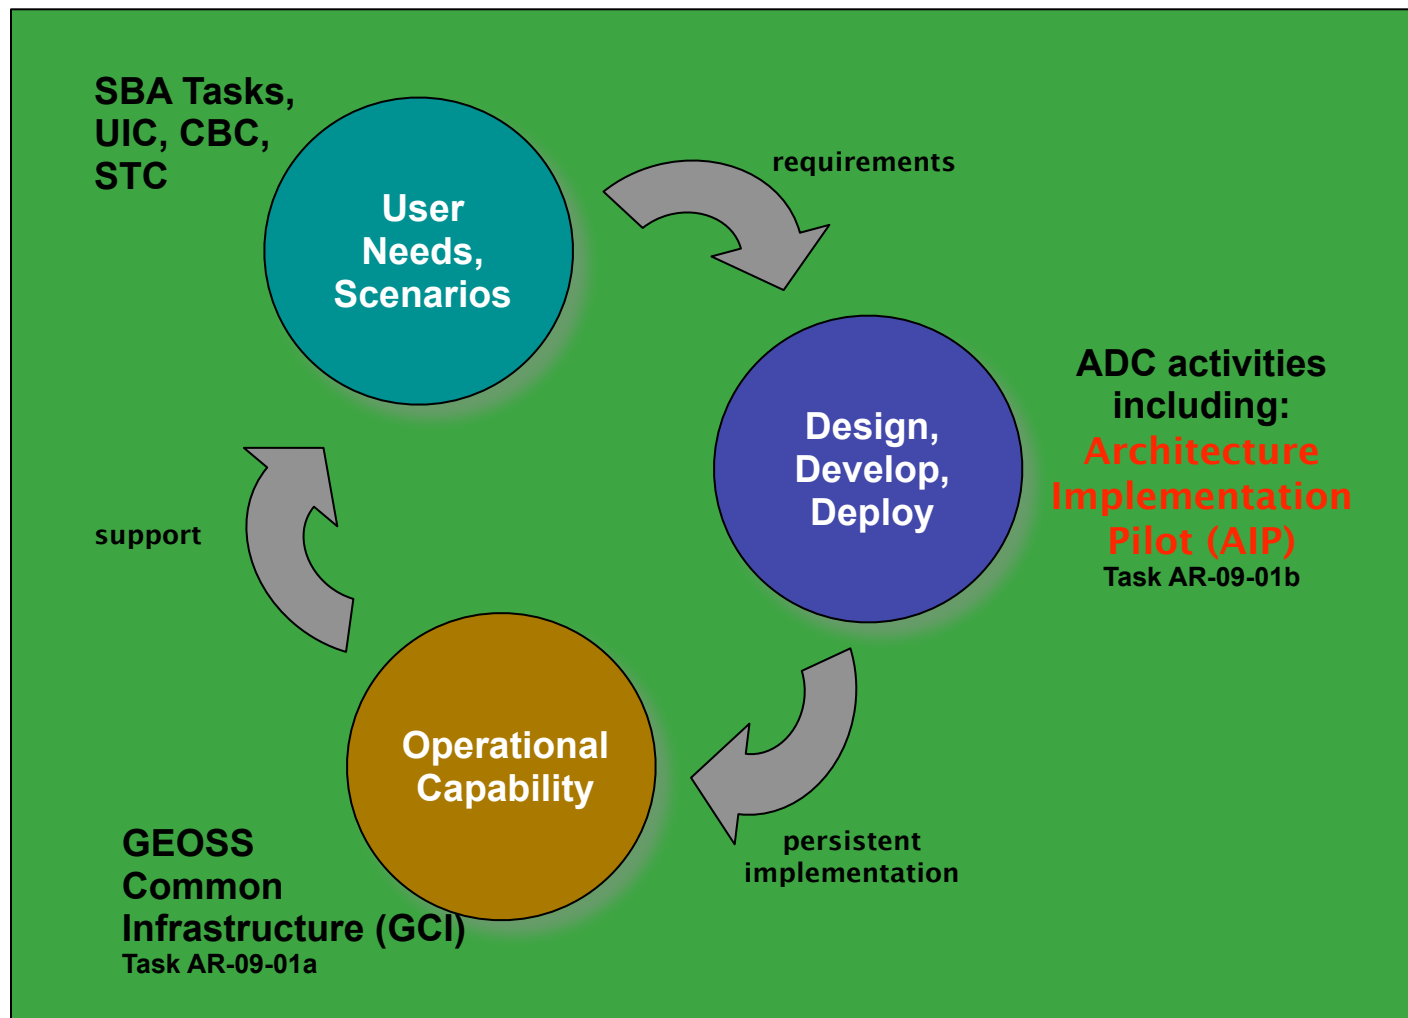 SBA Tasks,
UIC, CBC,
STC
User
Needs,
Scenarios
requirements
Design,
Develop,
Deploy
ADC activities
including:
Architecture
Implementation
Pilot (AIP)
Task AR-09-01b
support
Operational
Capability
persistent
implementation
GEOSS
Common
Infrastructure (GCI)
Task AR-09-01a